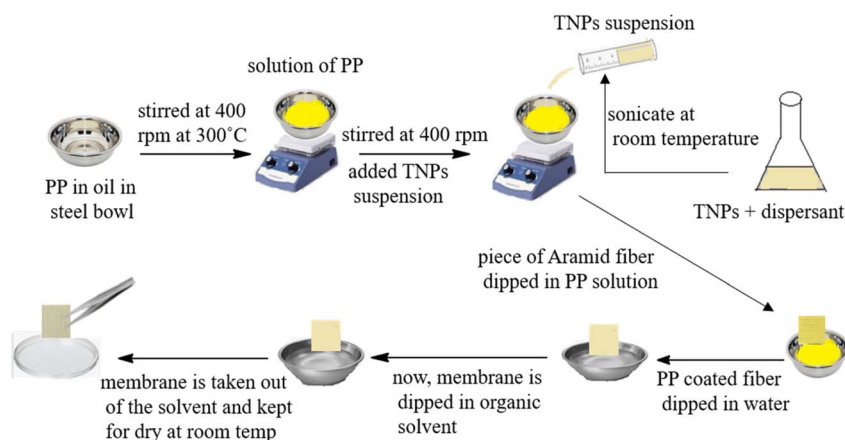 TNPs suspension
solution of PP
stirred at 400
rpm at 300°C
stirred at 400 rpm
added TNPs
suspension
sonicate at
room temperature
PP in oil in
steel bowl
TNPs + dispersant
piece of Aramid fiber
dipped in PP solution
PP coated fiber
dipped in water
now, membrane is
dipped in organic
solvent
membrane is taken out
of the solvent and kept
for dry at room temp